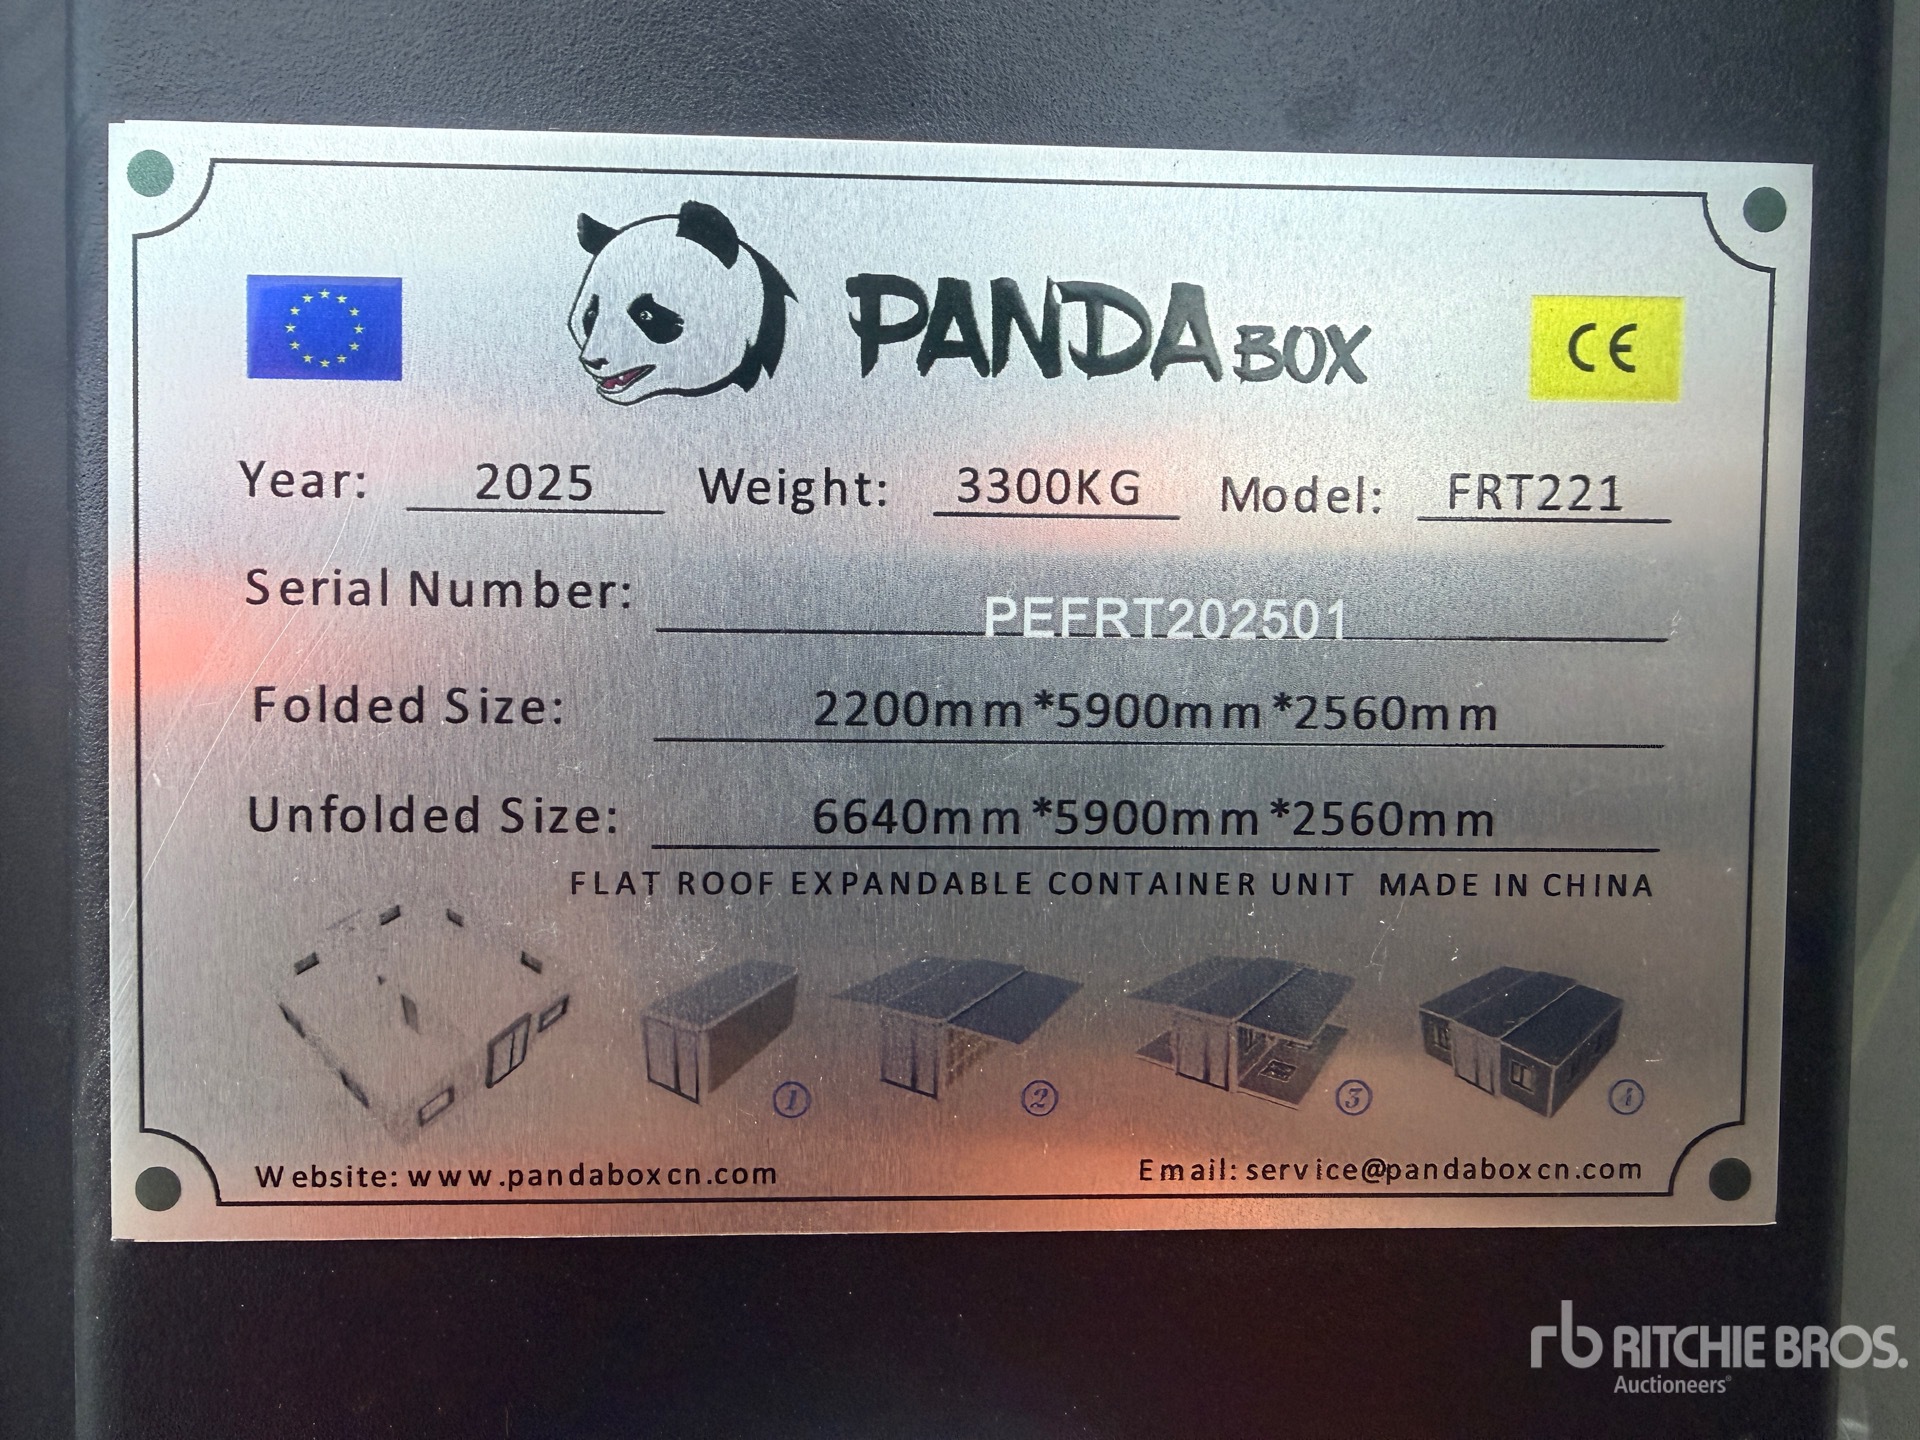 PANDA BOX
CE
Year: 2025 Weight: 3300KG Model: FRT221
Serial Number: PEFRT202501
Folded Size: 2200mm*5900mm*2560mm
Unfolded Size: 6640mm*5900mm*2560mm
FLAT ROOF EXPANDABLE CONTAINER UNIT MADE IN CHINA
1 2 3 4
Website: www.pandaboxcn.com Email: service@pandaboxcn.com
rb RITCHIE BROS.
Auctioneers®